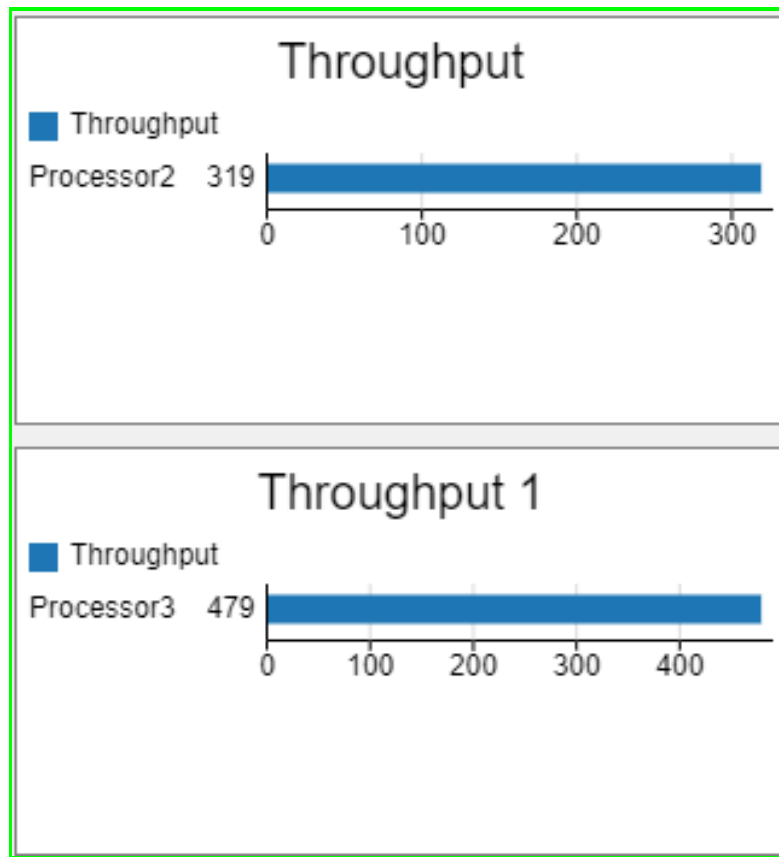 Throughput
Throughput
Processor2 319
0 100 200 300
Throughput 1
Throughput
Processor3 479
0 100 200 300 400